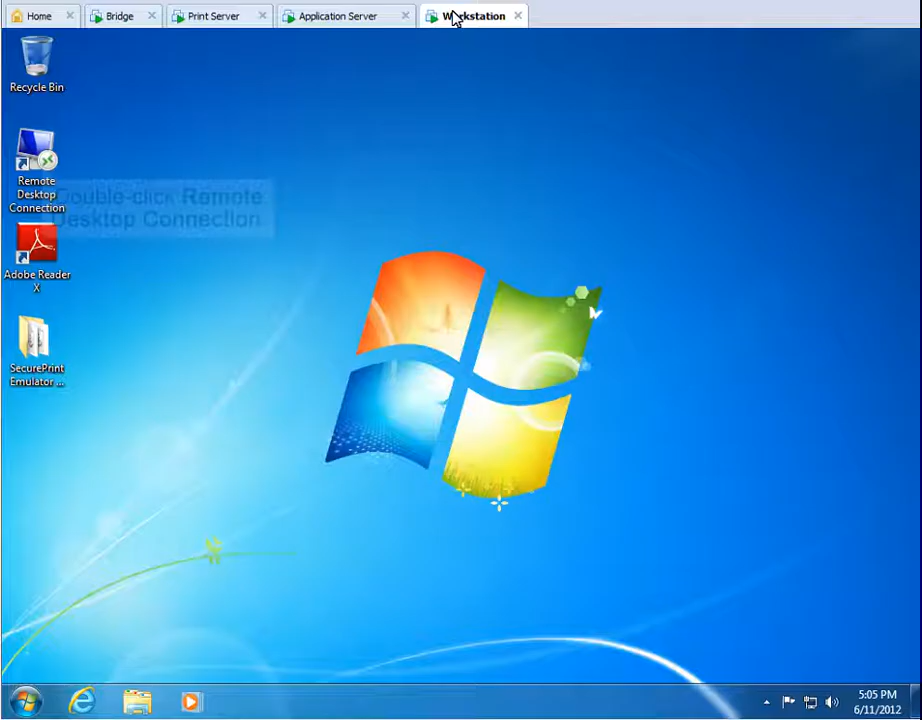 Home
Bridge
Print Server
Application Server
Workstation
Recycle Bin
Remote
Desktop
Connection
Double-click Remote
Desktop Connection.
Adobe Reader
X
SecurePrint
Emulator ...
5:05 PM
6/11/2012